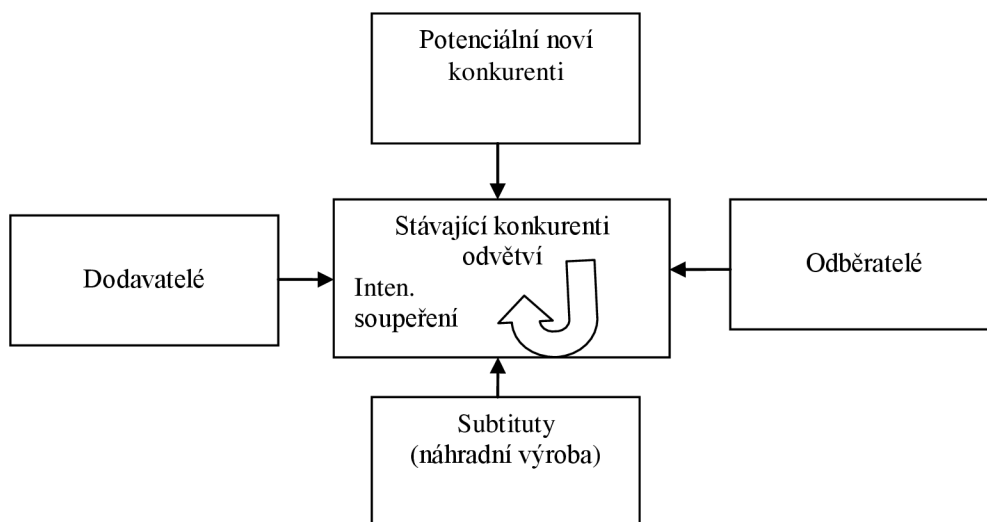 Potenciální noví
konkurenti
Stávající konkurenti
odvětví
Inten.
soupeření
Dodavatelé
Odběratelé
Subtituty
(náhradní výroba)